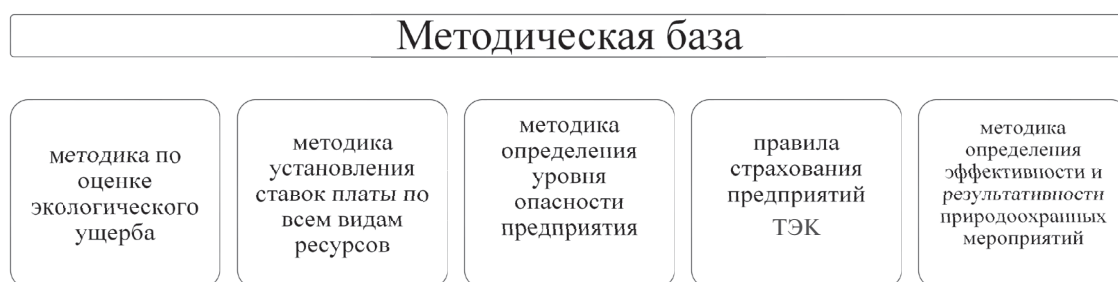 Методическая база
методика по
оценке
экологического
ущерба
методика
установления
ставок платы по
всем видам
ресурсов
методика
определения
уровня
опасности
предприятия
правила
страхования
предприятий
ТЭК
методика
определения
эффективности и
результативности
природоохранных
мероприятий